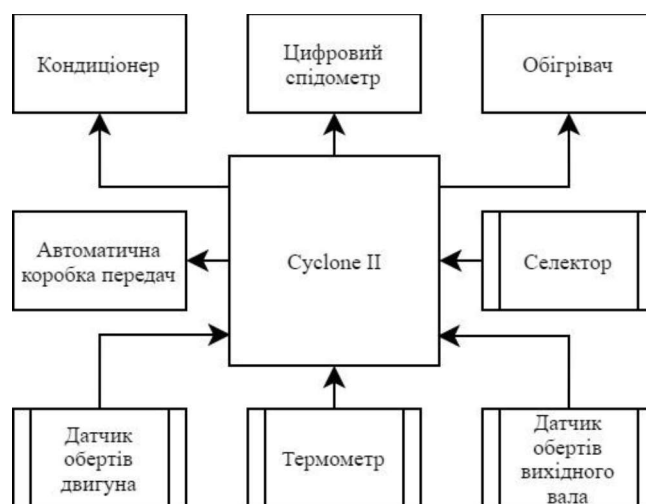 Кондиціонер
Цифровий
спідометр
Обігрівач
Автоматична
коробка передач
Cyclone II
Селектор
Датчик
обертів
двигуна
Термометр
Датчик
обертів
вихідного
вала